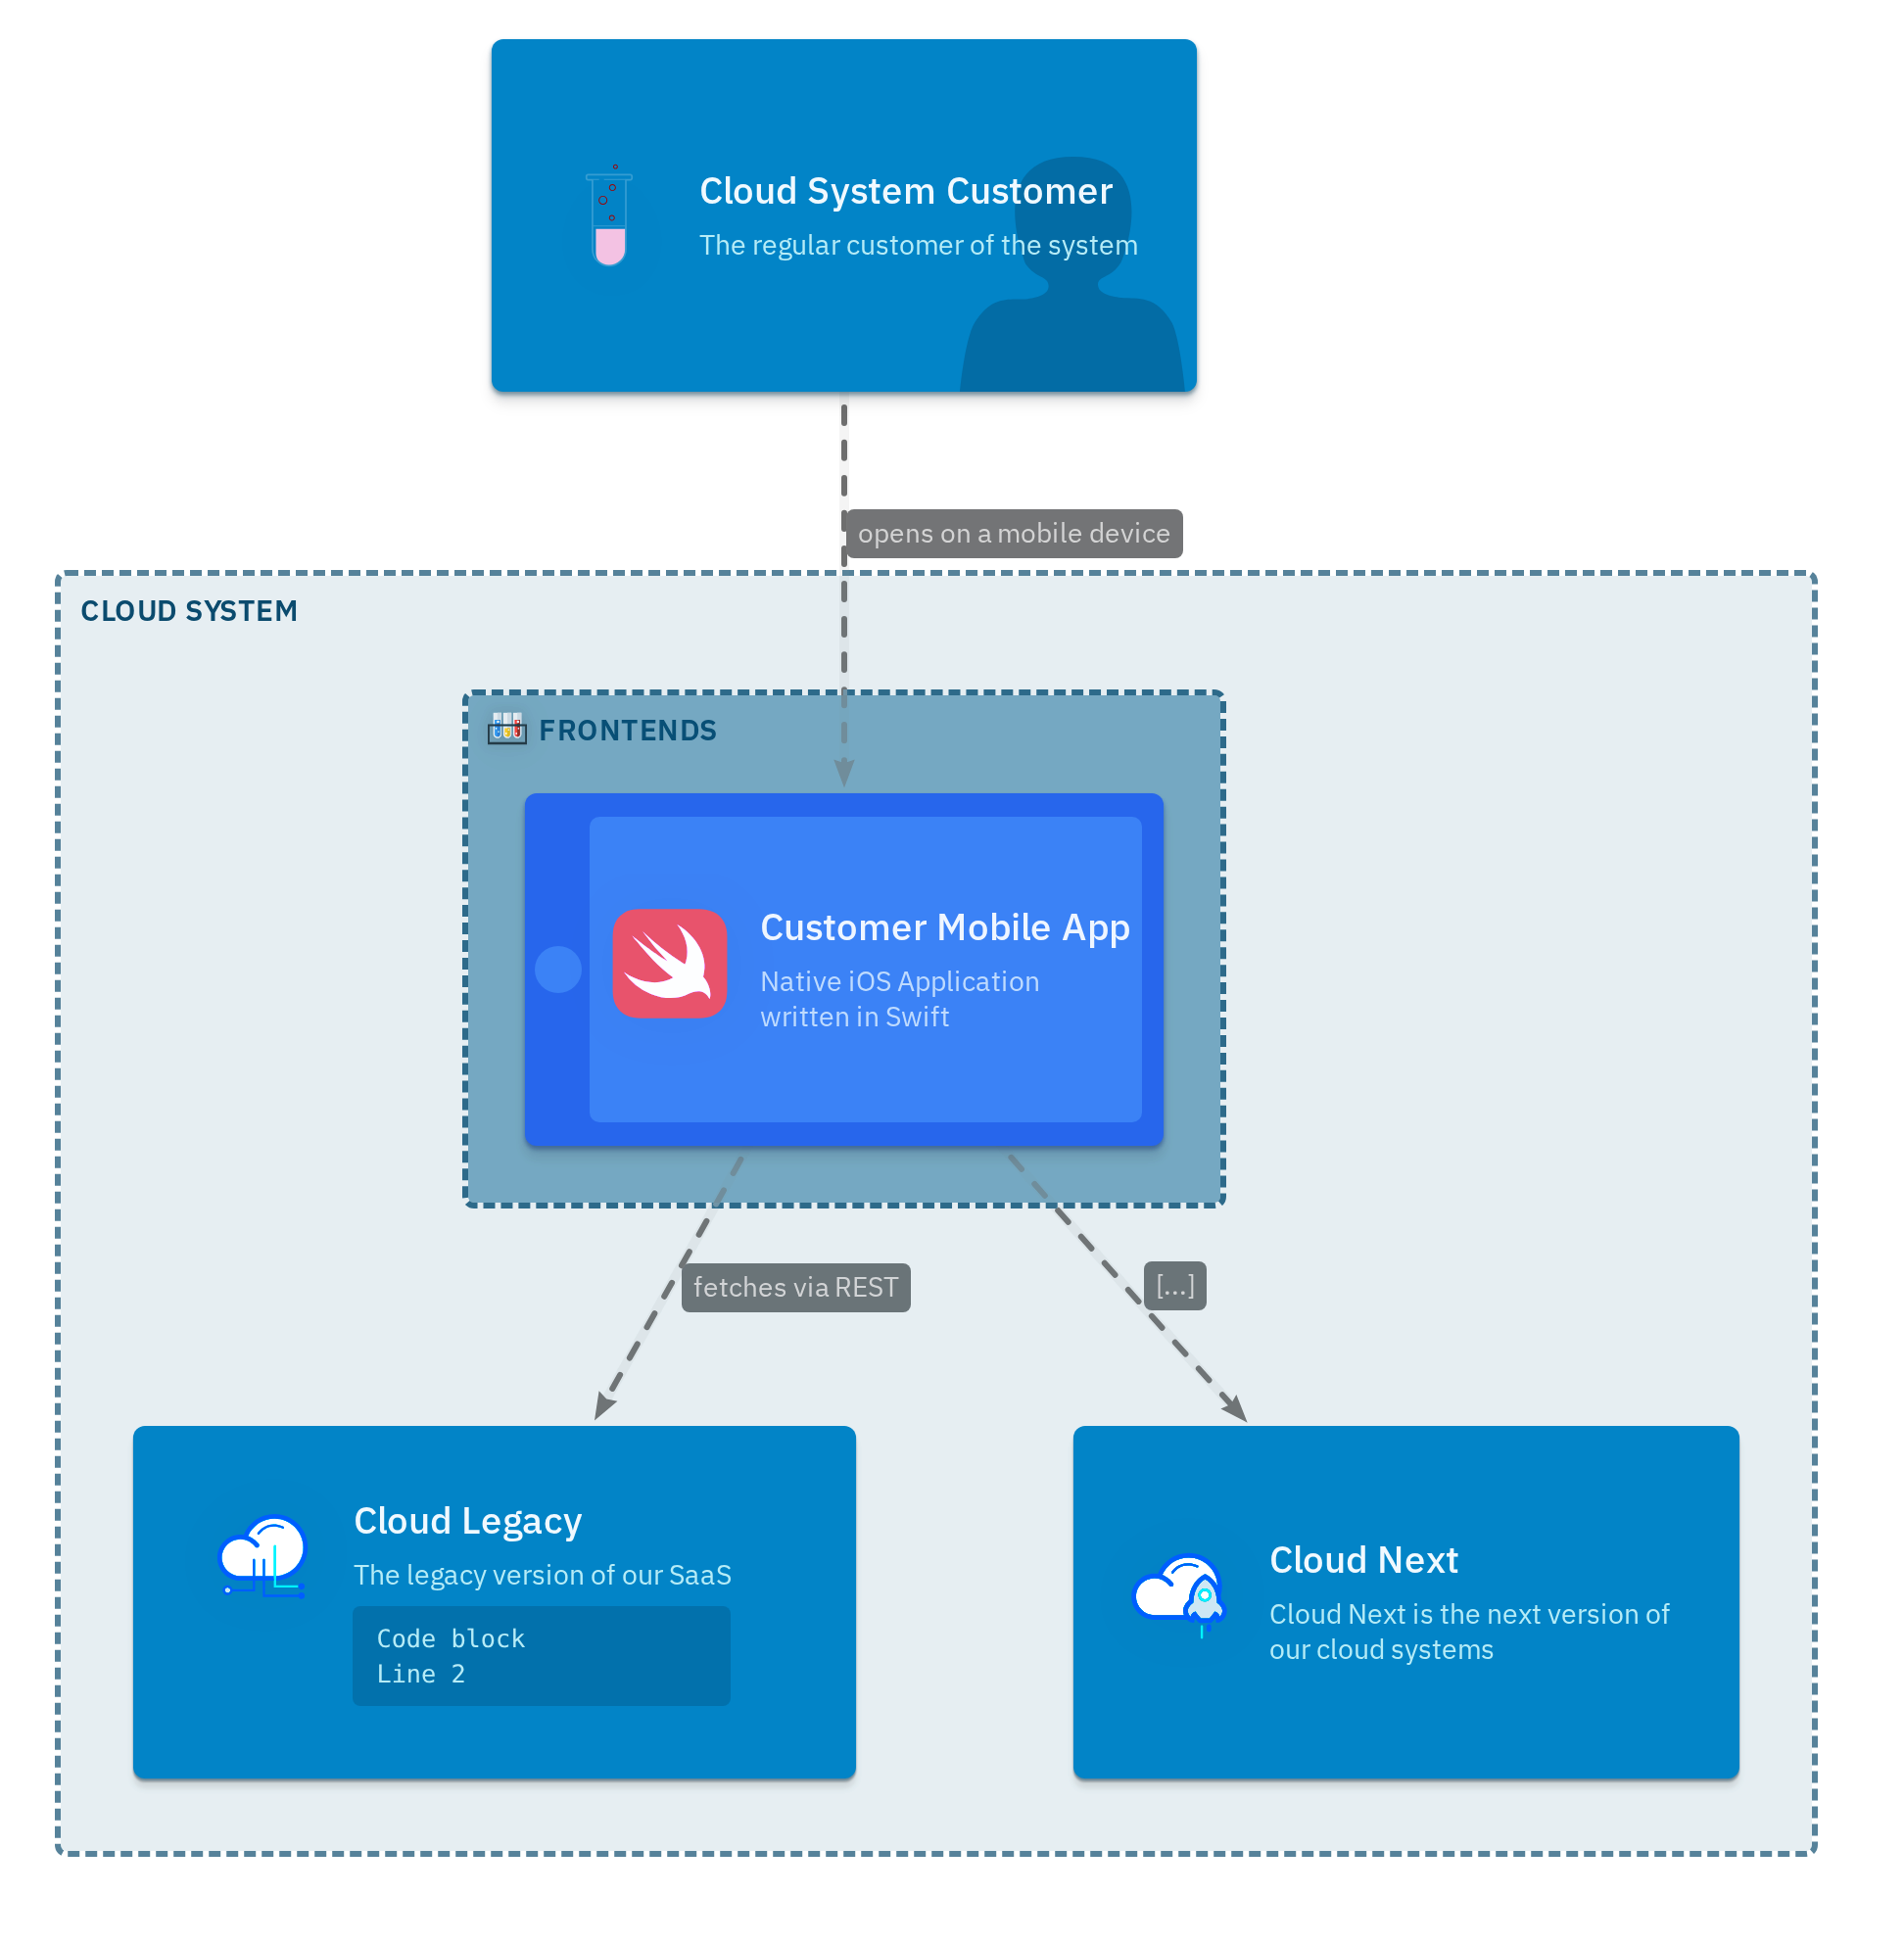 Cloud System Customer
The regular customer of the system
opens on a mobile device
CLOUD SYSTEM
FRONTENDS
Customer Mobile App
Native iOS Application
written in Swift
fetches via REST
[...]
Cloud Legacy
The legacy version of our SaaS
Code block
Line 2
Cloud Next
Cloud Next is the next version of
our cloud systems